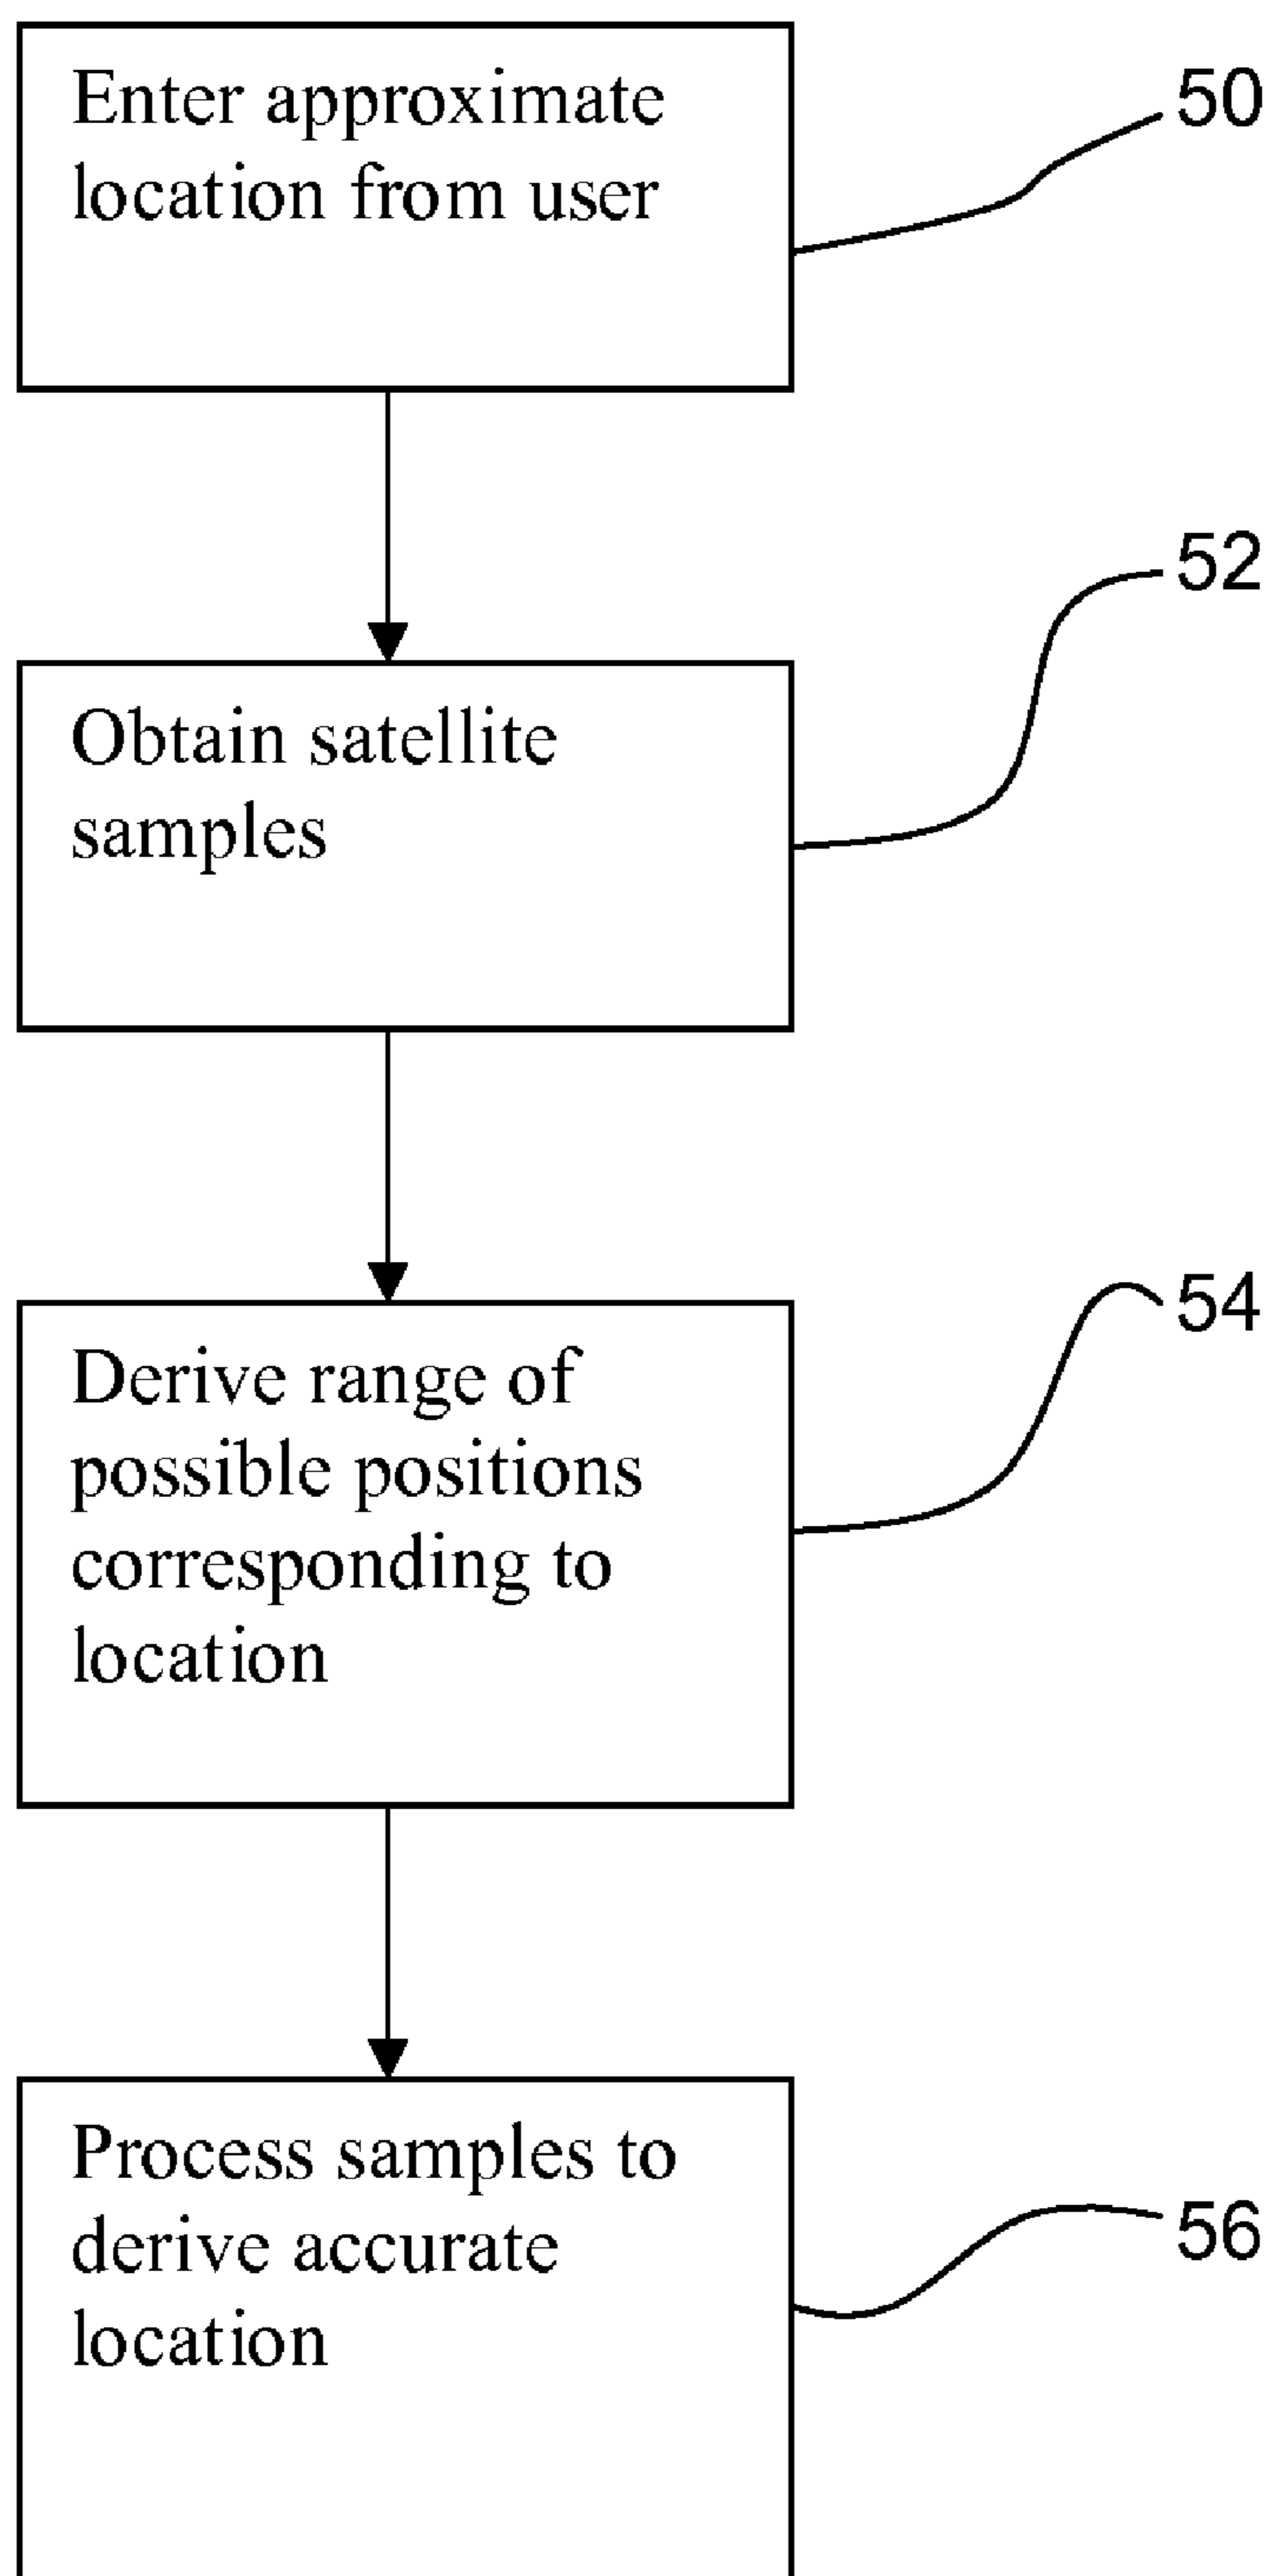 Enter approximate
location from user
50
Obtain satellite
samples
52
Derive range of
possible positions
corresponding to
location
54
Process samples to
derive accurate
location
56